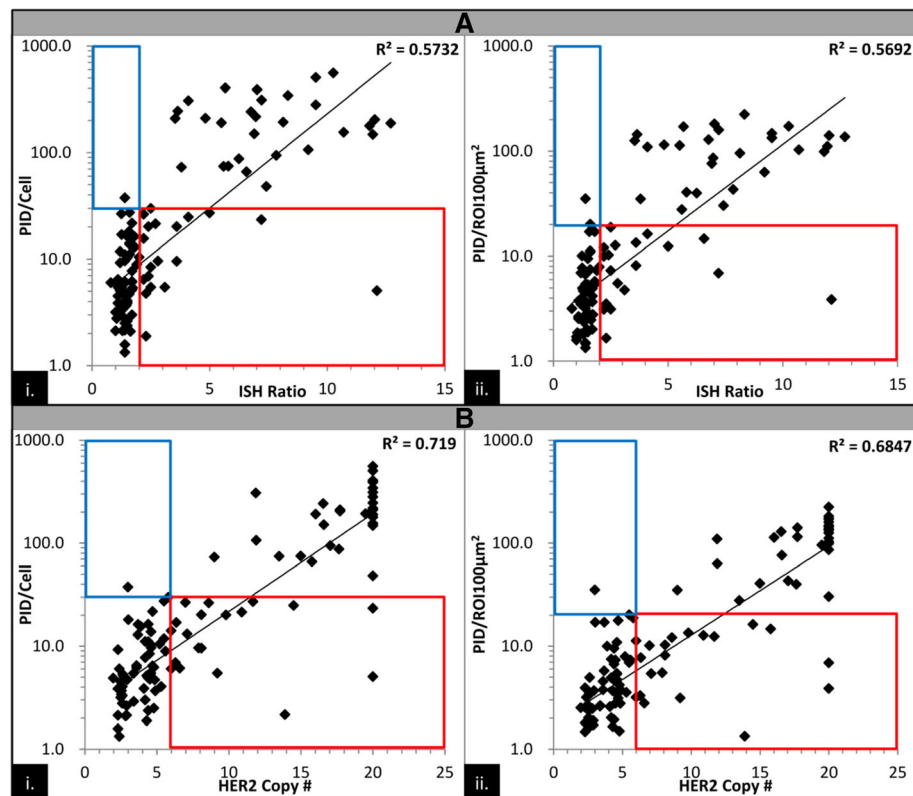 A
R² = 0.5732
1000.0
100.0
10.0
1.0
PID/Cell
0 5 10 15
ISH Ratio
i.
R² = 0.5692
1000.0
100.0
10.0
1.0
PID/ROI100µm²
0 5 10 15
ISH Ratio
ii.
B
R² = 0.719
1000.0
100.0
10.0
1.0
PID/Cell
0 5 10 15 20 25
HER2 Copy #
i.
R² = 0.6847
1000.0
100.0
10.0
1.0
PID/ROI100µm²
0 5 10 15 20 25
HER2 Copy #
ii.